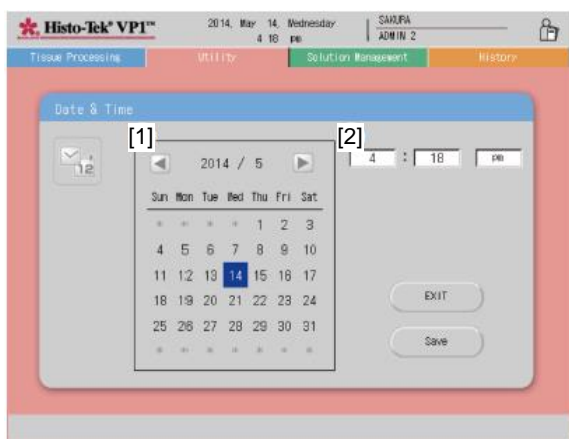 Histo-Tek® VP1™ 2014, May 14, Wednesday SAKURA
4 18 pm ADMIN 2
Tissue Processing Utility Solution Management History
Date & Time
[1] [2]
12
2014 / 5 4 : 18 pm
Sun Mon Tue Wed Thu Fri Sat
* * * * 1 2 3
4 5 6 7 8 9 10
11 12 13 14 15 16 17
18 19 20 21 22 23 24
25 26 27 28 29 30 31
* * * * * * *
EXIT
Save